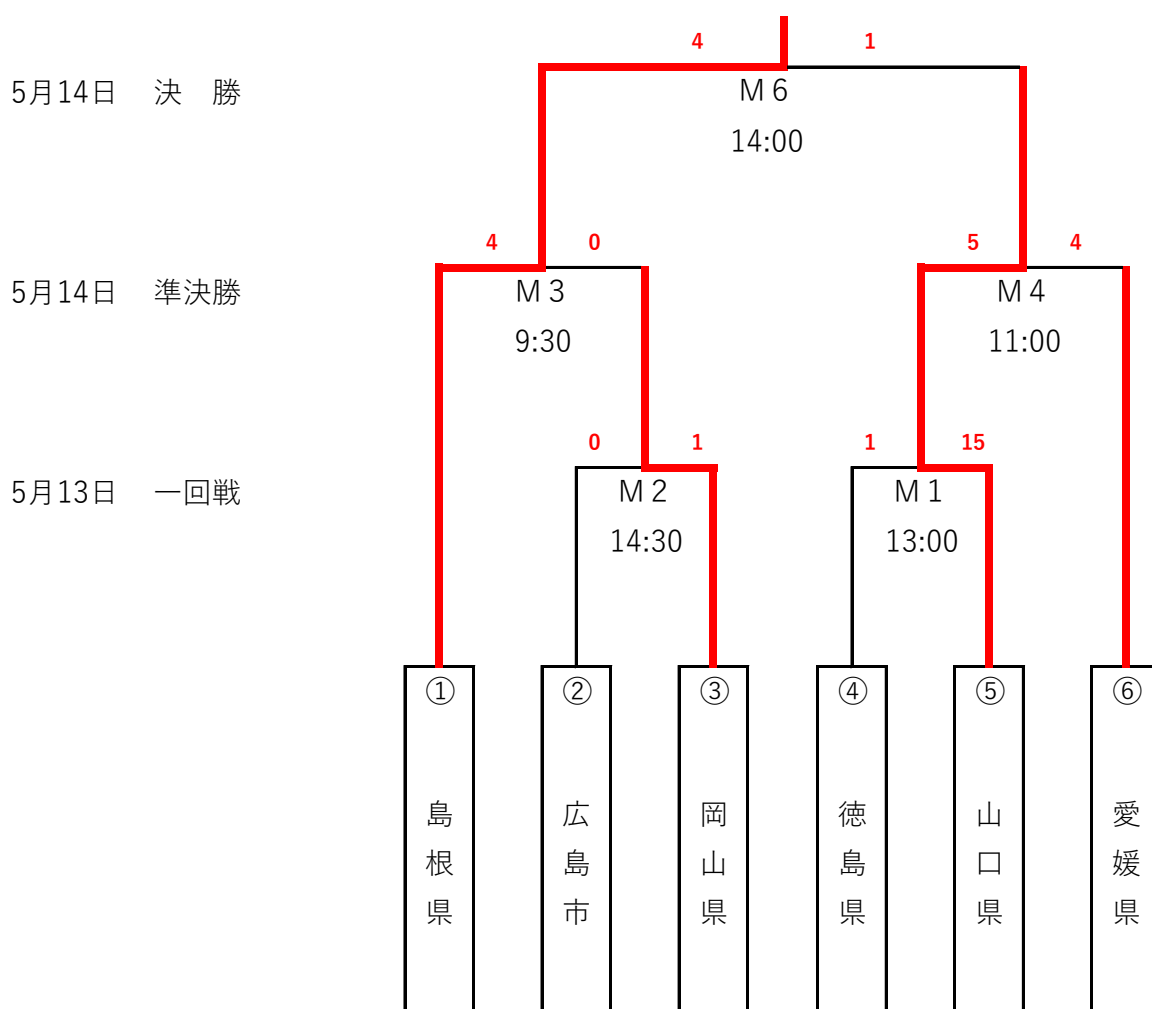 4 1
5月14日 決 勝
M6
14:00
4 0 5 4
5月14日 準決勝
M3 M4
9:30 11:00
0 1 1 15
5月13日 一回戦
M2 M1
14:30 13:00
① ② ③ ④ ⑤ ⑥
島根県
広島市
岡山県
徳島県
山口県
愛媛県